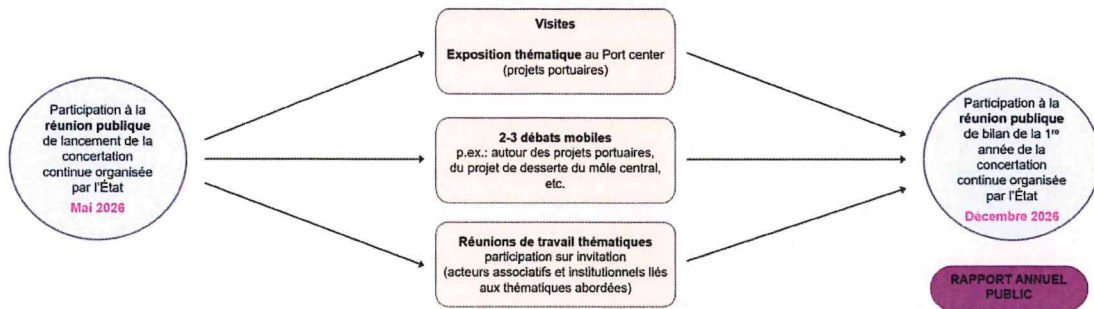 Participation à la
réunion publique
de lancement de la
concertation
continue organisée
par l'État
Mai 2026
Visites
Exposition thématique au Port center
(projets portuaires)
2-3 débats mobiles
p.ex.: autour des projets portuaires,
du projet de desserte du môle central,
etc.
Réunions de travail thématiques
participation sur invitation
(acteurs associatifs et institutionnels liés
aux thématiques abordées)
Participation à la
réunion publique
de bilan de la 1re
année de la
concertation
continue organisée
par l'État
Décembre 2026
RAPPORT ANNUEL
PUBLIC